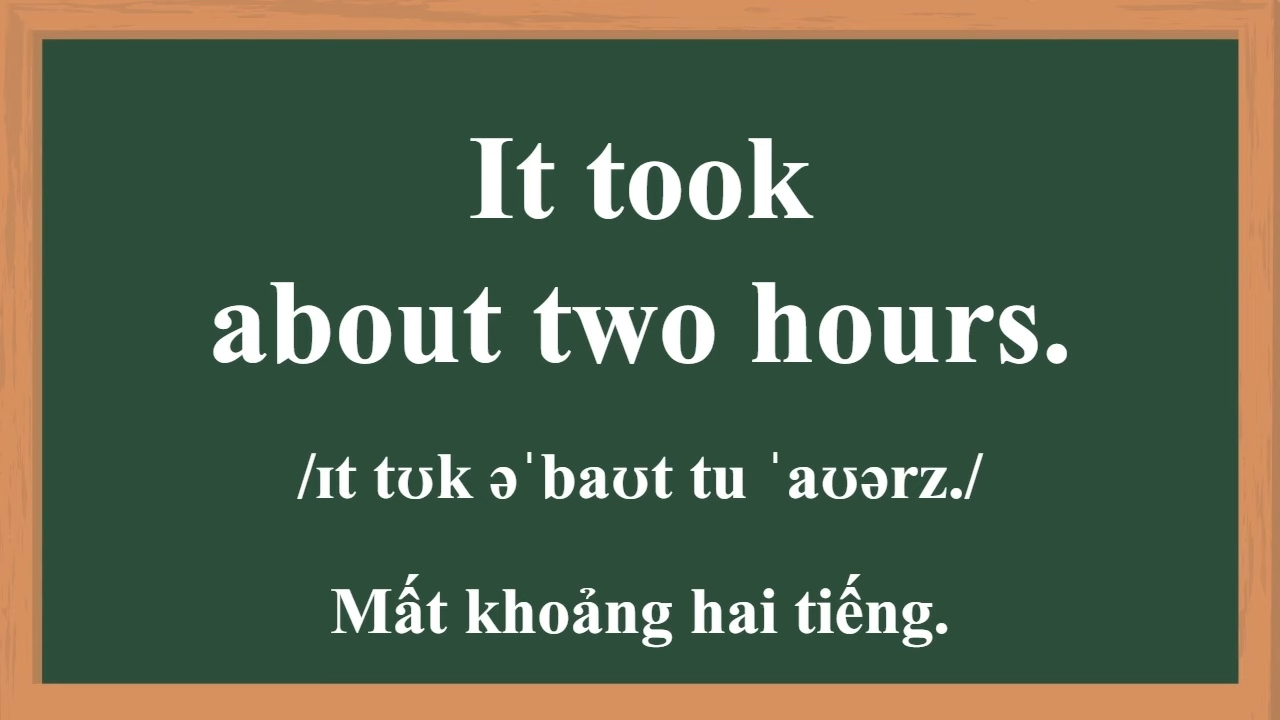 It took
about two hours.
/ɪt tʊk əˈbaʊt tu ˈaʊərz./
Mất khoảng hai tiếng.